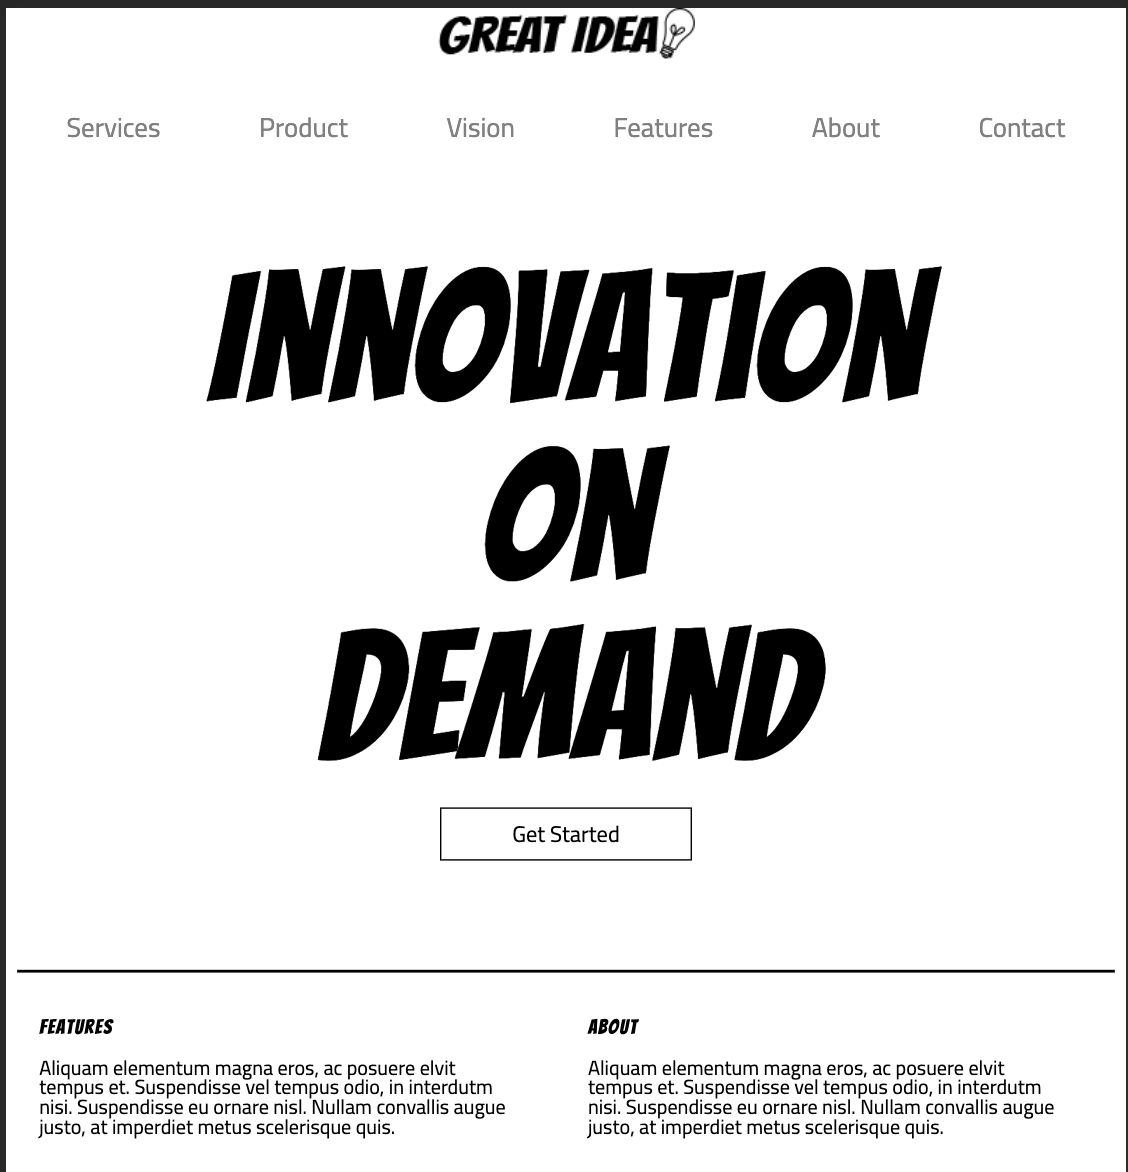 GREAT IDEA
Services Product Vision Features About Contact
INNOVATION
ON
DEMAND
Get Started
FEATURES
Aliquam elementum magna eros, ac posuere elvit
tempus et. Suspendisse vel tempus odio, in interdutm
nisi. Suspendisse eu ornare nisl. Nullam convallis augue
justo, at imperdiet metus scelerisque quis.
ABOUT
Aliquam elementum magna eros, ac posuere elvit
tempus et. Suspendisse vel tempus odio, in interdutm
nisi. Suspendisse eu ornare nisl. Nullam convallis augue
justo, at imperdiet metus scelerisque quis.